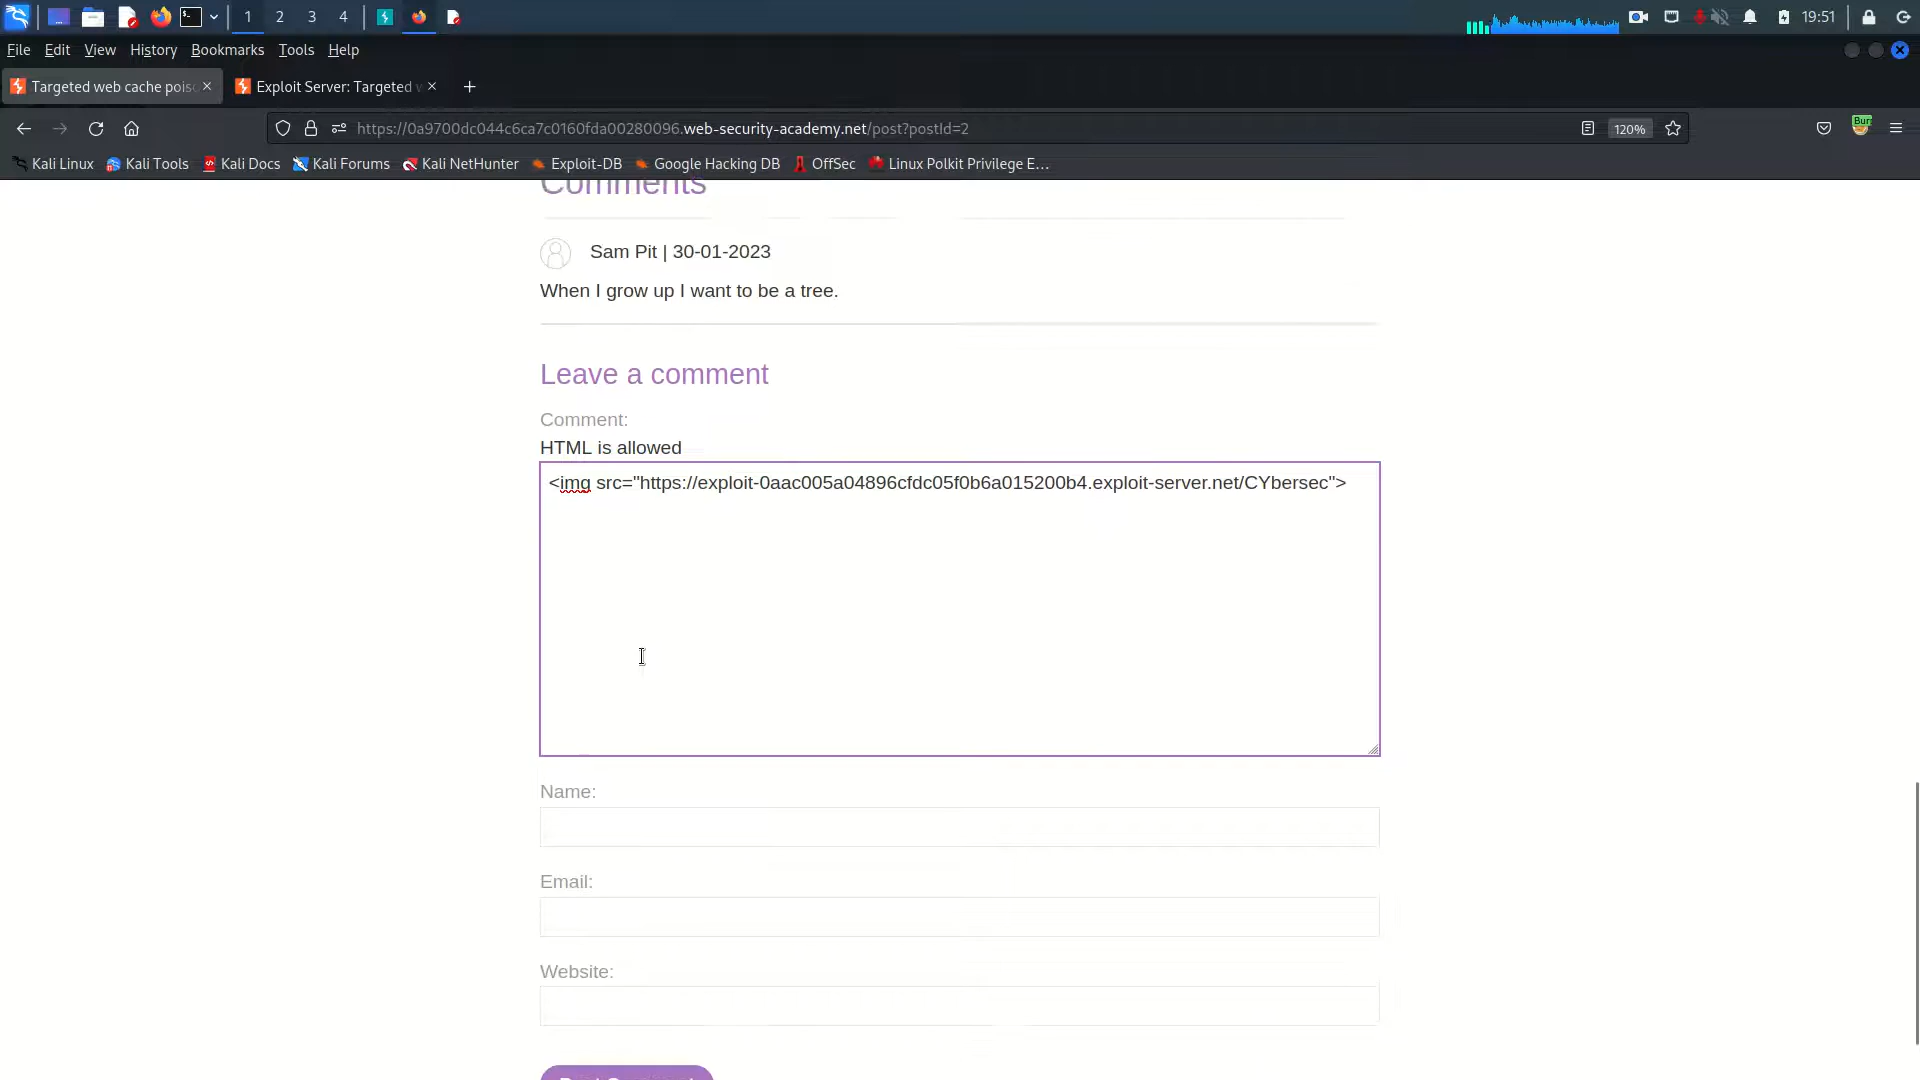 1 2 3 4 19:51
File Edit View History Bookmarks Tools Help
Targeted web cache pois Exploit Server: Targeted
https://0a9700dc044c6ca7c0160fda00280096.web-security-academy.net/post?postId=2 120% Burp
Kali Linux Kali Tools Kali Docs Kali Forums Kali NetHunter Exploit-DB Google Hacking DB OffSec Linux Polkit Privilege E…
Comments
Sam Pit | 30-01-2023
When I grow up I want to be a tree.
Leave a comment
Comment:
HTML is allowed
<img src="https://exploit-0aac005a04896cfdc05f0b6a015200b4.exploit-server.net/CYbersec">
Name:
Email:
Website:
Post Comment